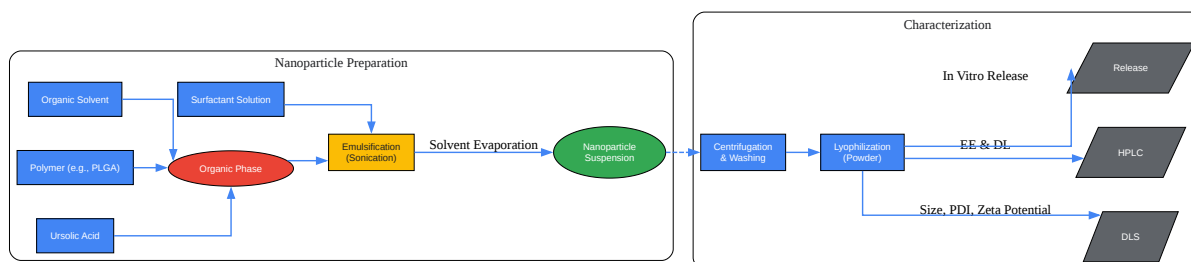 Nanoparticle Preparation
Organic Solvent
Surfactant Solution
Polymer (e.g., PLGA)
Organic Phase
Ursolic Acid
Emulsification
(Sonication)
Solvent Evaporation
Nanoparticle
Suspension
Characterization
Centrifugation
& Washing
Lyophilization
(Powder)
In Vitro Release
Release
EE & DL
HPLC
Size, PDI, Zeta Potential
DLS